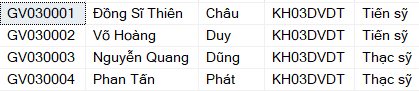 GV030001 Đồng Sĩ Thiên Châu KH03DVDT Tiến sỹ
GV030002 Võ Hoàng Duy KH03DVDT Tiến sỹ
GV030003 Nguyễn Quang Dũng KH03DVDT Thạc sỹ
GV030004 Phan Tấn Phát KH03DVDT Thạc sỹ